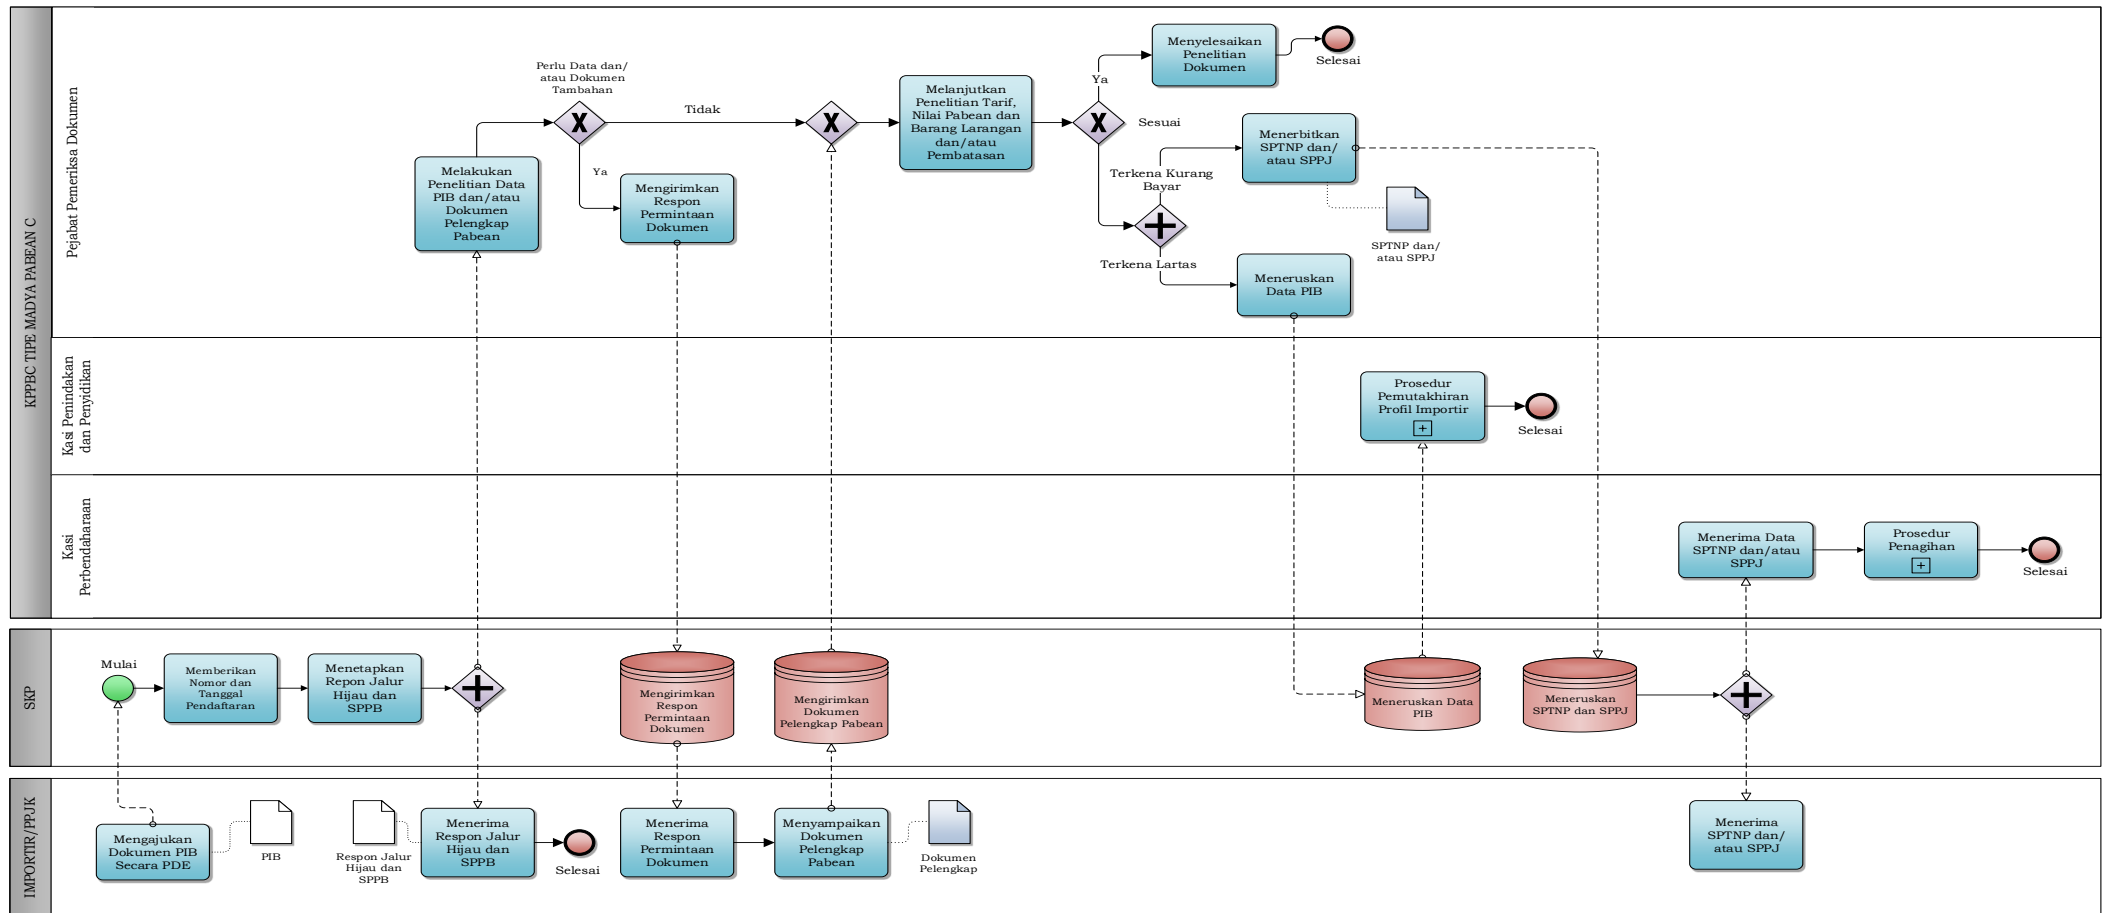 KPPBC TIPE MADYA PABEAN C
Pejabat Pemeriksa Dokumen
Perlu Data dan/
atau Dokumen
Tambahan
Tidak
Ya
Melakukan
Penelitian Data
PIB dan/atau
Dokumen
Pelengkap
Pabean
Mengirimkan
Respon
Permintaan
Dokumen
Melanjutkan
Penelitian Tarif,
Nilai Pabean dan
Barang Larangan
dan/atau
Pembatasan
Ya
Sesuai
Menyelesaikan
Penelitian
Dokumen
Selesai
Terkena Kurang
Bayar
Menerbitkan
SPTNP dan/
atau SPPJ
SPTNP dan/
atau SPPJ
Terkena Lartas
Meneruskan
Data PIB
Kasi Penindakan
dan Penyidikan
Prosedur
Pemutakhiran
Profil Importir
Selesai
Kasi
Perbendaharaan
Menerima Data
SPTNP dan/atau
SPPJ
Prosedur
Penagihan
Selesai
SKP
Mulai
Memberikan
Nomor dan
Tanggal
Pendaftaran
Menetapkan
Repon Jalur
Hijau dan
SPPB
Mengirimkan
Respon
Permintaan
Dokumen
Mengirimkan
Dokumen
Pelengkap Pabean
Meneruskan Data
PIB
Meneruskan
SPTNP dan SPPJ
IMPORTIR/PPJK
Mengajukan
Dokumen PIB
Secara PDE
PIB
Respon Jalur
Hijau dan
SPPB
Menerima
Respon Jalur
Hijau dan
SPPB
Selesai
Menerima
Respon
Permintaan
Dokumen
Menyampaikan
Dokumen
Pelengkap
Pabean
Dokumen
Pelengkap
Menerima
SPTNP dan/
atau SPPJ